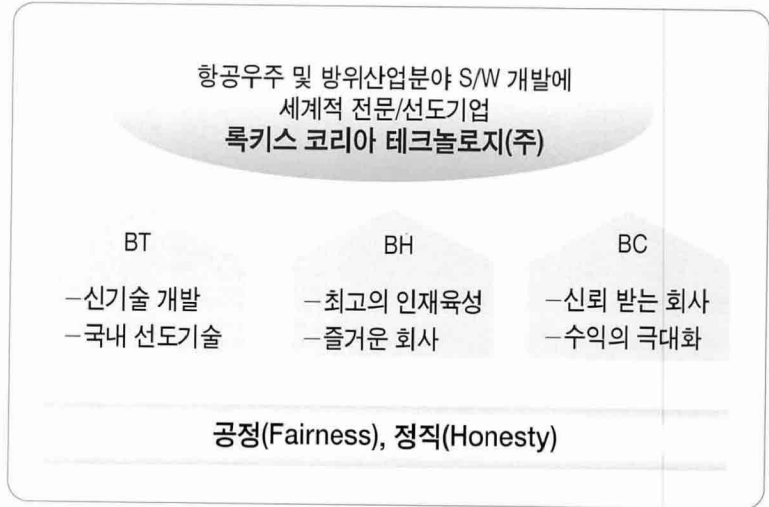 항공우주 및 방위산업분야 S/W 개발에
세계적 전문/선도기업
록키스 코리아 테크놀로지(주)
BT
-신기술 개발
-국내 선도기술
BH
-최고의 인재육성
-즐거운 회사
BC
-신뢰 받는 회사
-수익의 극대화
공정(Fairness), 정직(Honesty)